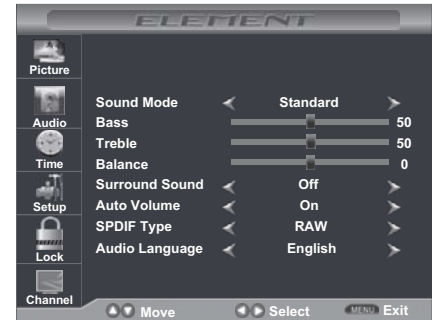 ELEMENT
Picture
Audio
Time
Setup
Lock
Channel
Sound Mode Standard
Bass 50
Treble 50
Balance 0
Surround Sound Off
Auto Volume On
SPDIF Type RAW
Audio Language English
Move Select MENU Exit